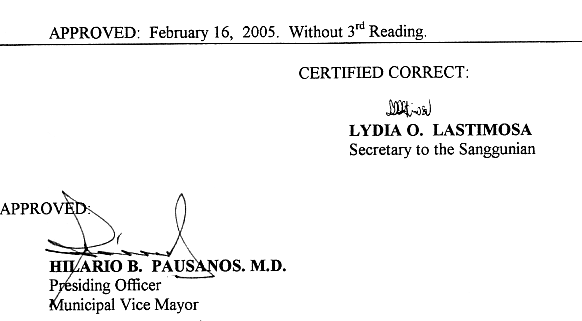 APPROVED: February 16, 2005. Without 3rd Reading.
CERTIFIED CORRECT:
LYDIA O. LASTIMOSA
Secretary to the Sanggunian
APPROVED:
HILARIO B. PAUSANOS. M.D.
Presiding Officer
Municipal Vice Mayor